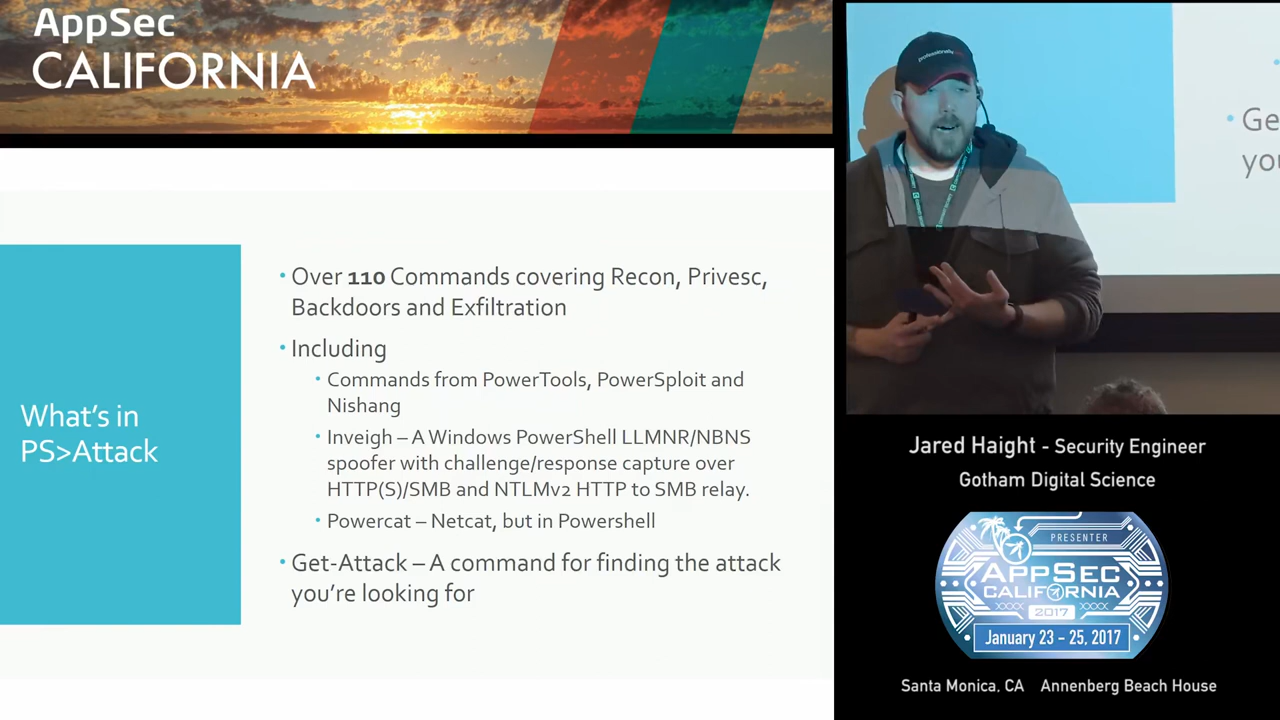 AppSec
CALIFORNIA
What's in
PS>Attack
• Over 110 Commands covering Recon, Privesc,
Backdoors and Exfiltration
• Including
• Commands from PowerTools, PowerSploit and
Nishang
• Inveigh – A Windows PowerShell LLMNR/NBNS
spoofer with challenge/response capture over
HTTP(S)/SMB and NTLMv2 HTTP to SMB relay.
• Powercat – Netcat, but in Powershell
• Get-Attack – A command for finding the attack
you're looking for
• Ge
you
Jared Haight - Security Engineer
Gotham Digital Science
PRESENTER
APPSEC
CALIFORNIA
2017
January 23 - 25, 2017
Santa Monica, CA Annenberg Beach House